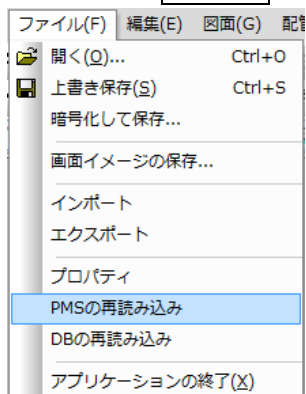 ファイル(F) 編集(E) 図面(G) 配
開く(O)... Ctrl+O
上書き保存(S) Ctrl+S
暗号化して保存...
画面イメージの保存...
インポート
エクスポート
プロパティ
PMSの再読み込み
DBの再読み込み
アプリケーションの終了(X)